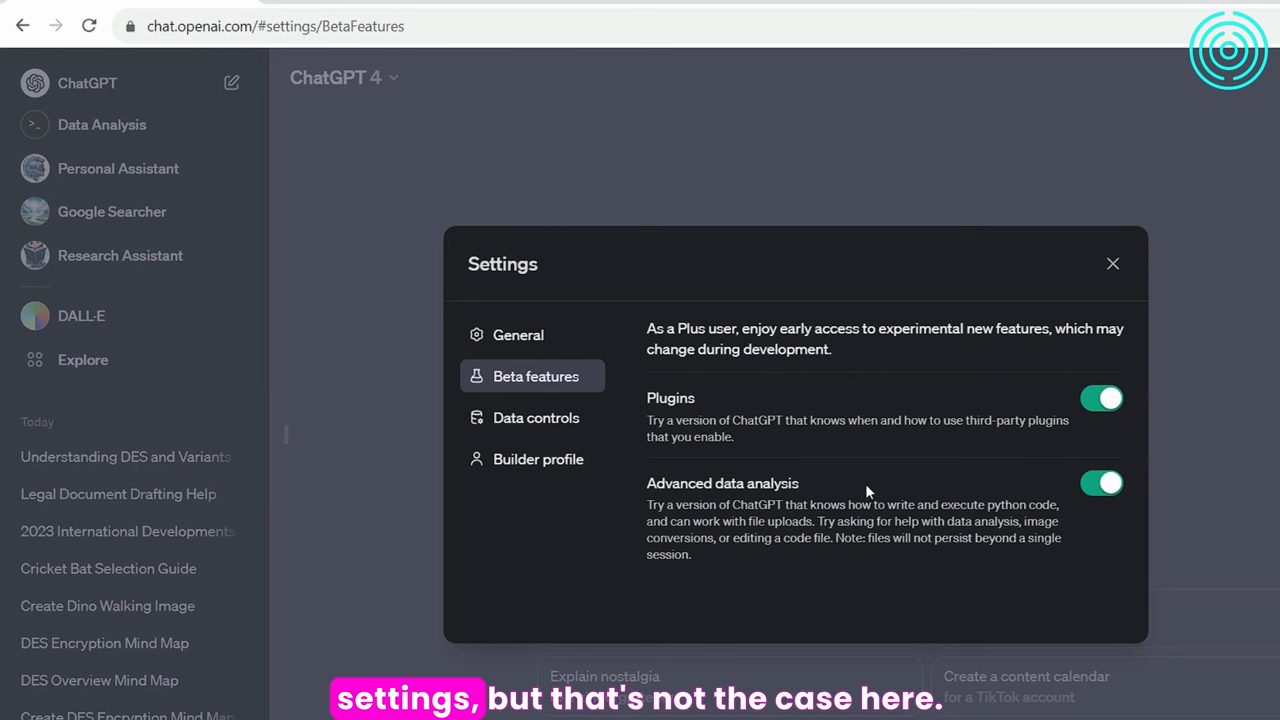 chat.openai.com/#settings/BetaFeatures
ChatGPT
ChatGPT 4
Data Analysis
Personal Assistant
Google Searcher
Research Assistant
DALL·E
Explore
Today
Understanding DES and Variants
Legal Document Drafting Help
2023 International Developments
Cricket Bat Selection Guide
Create Dino Walking Image
DES Encryption Mind Map
DES Overview Mind Map
Create DES Encryption Mind Map
Settings
General
Beta features
Data controls
Builder profile
As a Plus user, enjoy early access to experimental new features, which may
change during development.
Plugins
Try a version of ChatGPT that knows when and how to use third-party plugins
that you enable.
Advanced data analysis
Try a version of ChatGPT that knows how to write and execute python code,
and can work with file uploads. Try asking for help with data analysis, image
conversions, or editing a code file. Note: files will not persist beyond a single
session.
Explain nostalgia
Create a content calendar
for a TikTok account
settings, but that's not the case here.